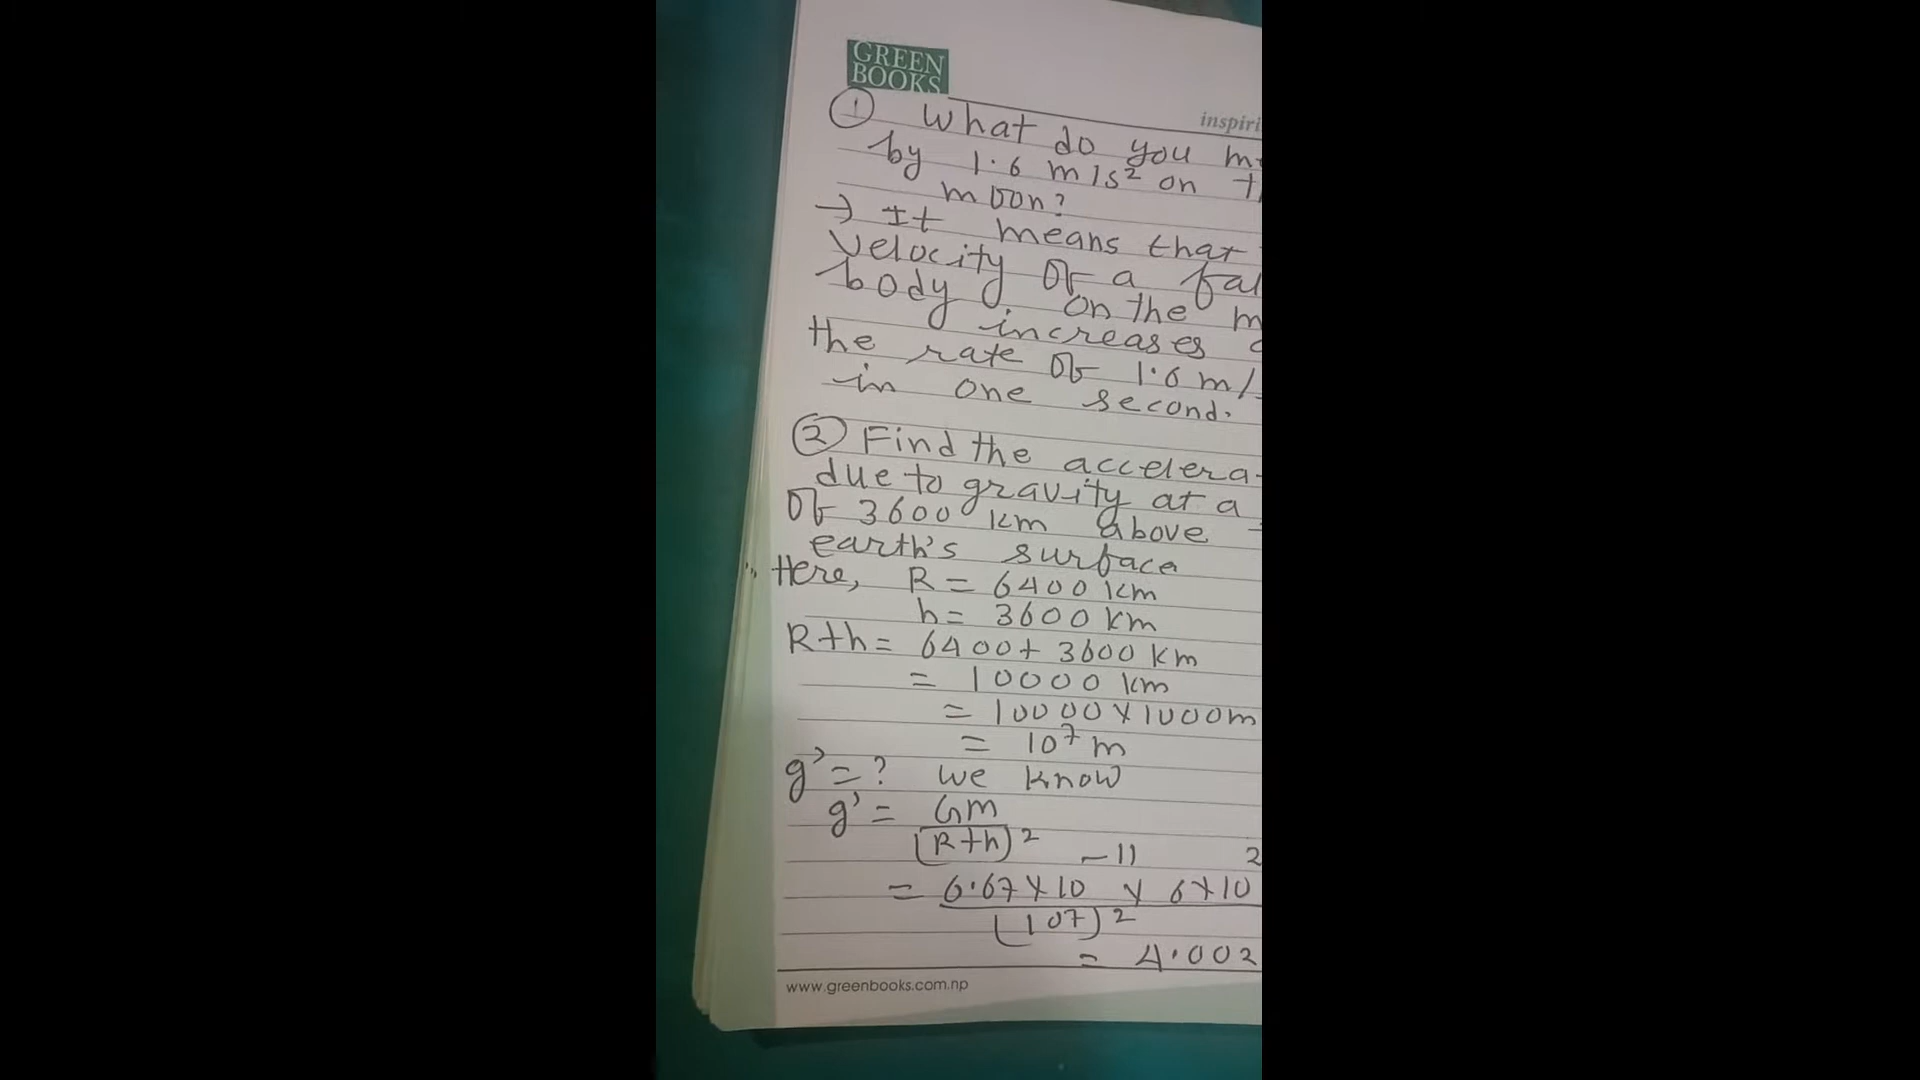 GREEN
BOOKS
inspiri
① What do you m
by 1.6 m/s² on t
moon?
→ It means that
velocity of a fal
body on the m
increases
the rate of 1.6 m/
in one second.
② Find the accelera-
due to gravity at a
of 3600 km above
earth's surface
Here, R = 6400 km
h = 3600 km
R+h = 6400 + 3600 km
= 10000 km
= 10000 × 1000m
= 10⁷ m
g' = ? we know
g' = Gm
(R+h)²
-11 2
= 6.67 × 10 × 6×10
(107)²
= 4.002
www.greenbooks.com.np